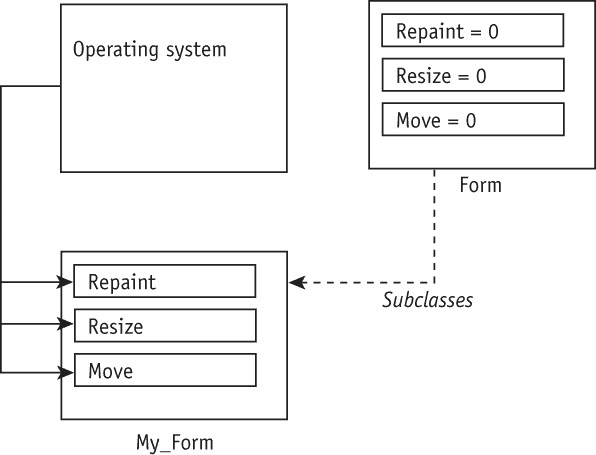 Operating system
Repaint = 0
Resize = 0
Move = 0
Form
Subclasses
Repaint
Resize
Move
My_Form